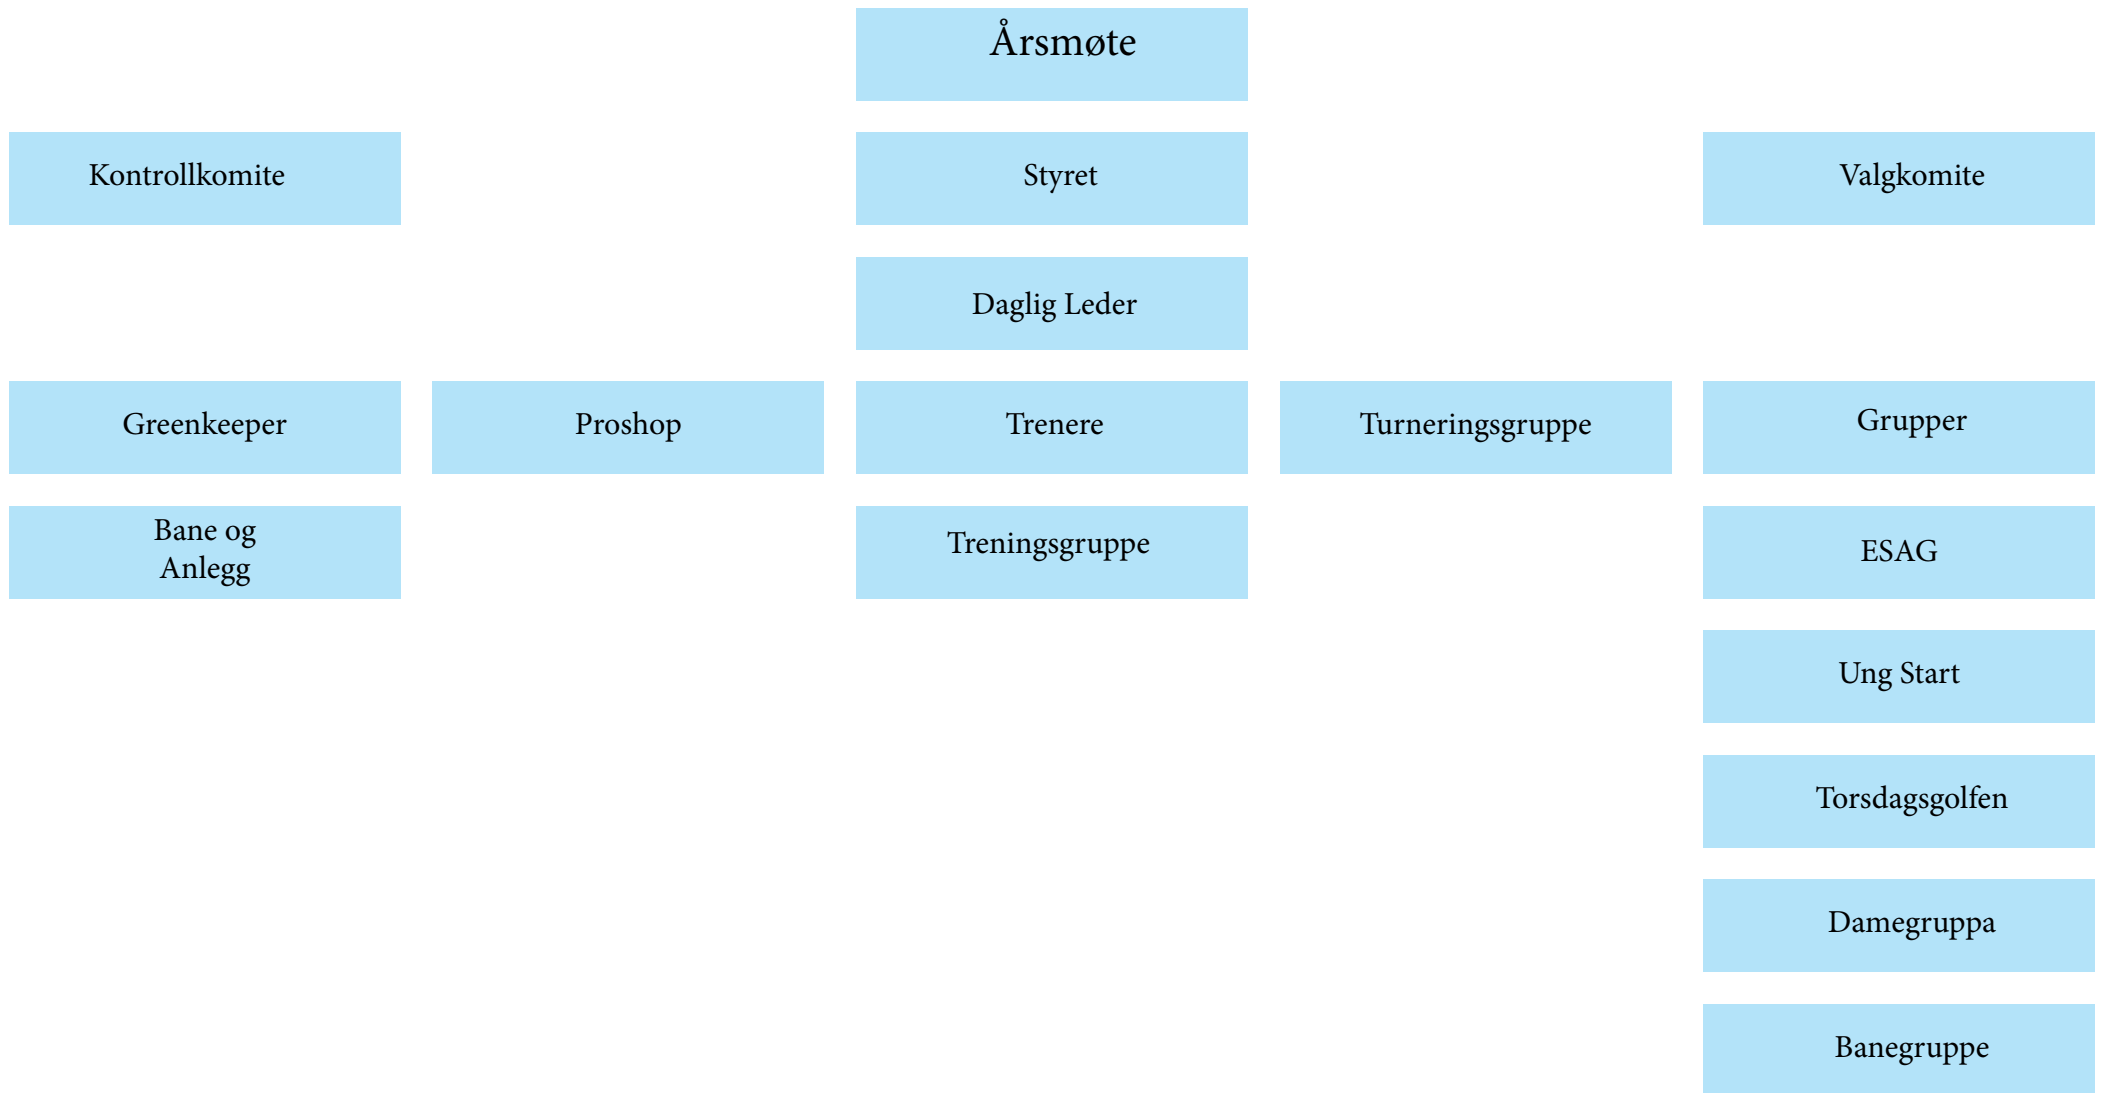 Årsmøte
Kontrollkomite
Styret
Valgkomite
Daglig Leder
Greenkeeper
Proshop
Trenere
Turneringsgruppe
Grupper
Bane og
Anlegg
Treningsgruppe
ESAG
Ung Start
Torsdagsgolfen
Damegruppa
Banegruppe